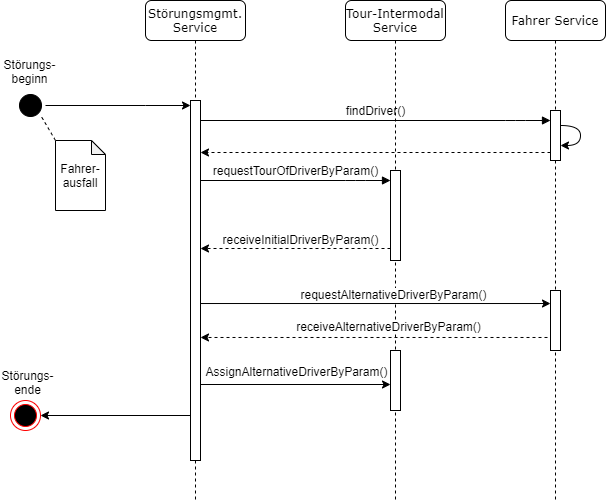 Störungsmgmt.
Service
Tour-Intermodal
Service
Fahrer Service
Störungs-
beginn
findDriver()
Fahrer-
ausfall
requestTourOfDriverByParam()
receiveInitialDriverByParam()
requestAlternativeDriverByParam()
receiveAlternativeDriverByParam()
AssignAlternativeDriverByParam()
Störungs-
ende